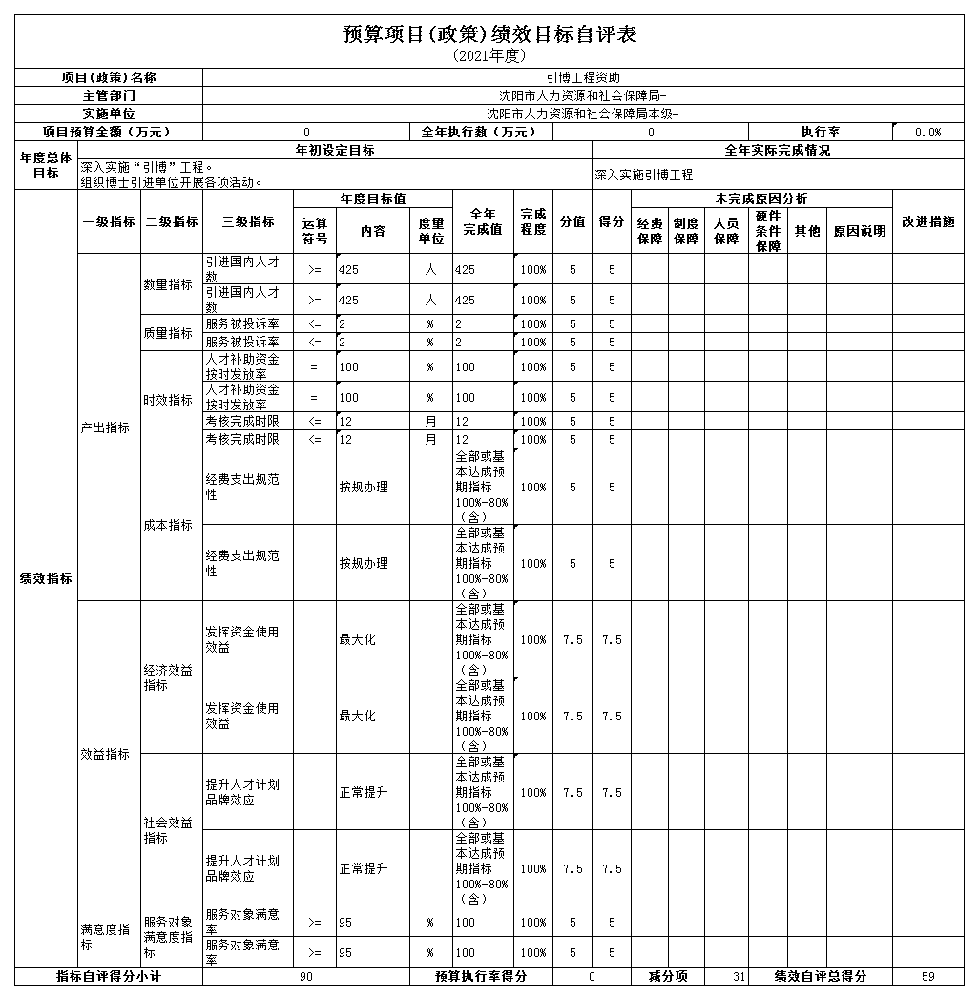 预算项目(政策)绩效目标自评表
(2021年度)
项目(政策)名称 引博工程资助
主管部门 沈阳市人力资源和社会保障局-
实施单位 沈阳市人力资源和社会保障局本级-
项目预算金额（万元） 0 全年执行数（万元） 0 执行率 0.0%
年度总体目标 年初设定目标 全年实际完成情况
深入实施“引博”工程。
组织博士引进单位开展各项活动。 深入实施引博工程
绩效指标 一级指标 二级指标 三级指标 年度目标值 全年完成值 完成程度 分值 得分 未完成原因分析 改进措施
运算符号 内容 度量单位 经费保障 制度保障 人员保障 硬件条件保障 其他 原因说明
产出指标 数量指标 引进国内人才数 >= 425 人 425 100% 5 5
引进国内人才数 >= 425 人 425 100% 5 5
质量指标 服务被投诉率 <= 2 % 2 100% 5 5
服务被投诉率 <= 2 % 2 100% 5 5
时效指标 人才补助资金按时发放率 = 100 % 100 100% 5 5
人才补助资金按时发放率 = 100 % 100 100% 5 5
考核完成时限 <= 12 月 12 100% 5 5
考核完成时限 <= 12 月 12 100% 5 5
成本指标 经费支出规范性 按规办理 全部或基本达成预期指标100%-80%（含） 100% 5 5
经费支出规范性 按规办理 全部或基本达成预期指标100%-80%（含） 100% 5 5
效益指标 经济效益指标 发挥资金使用效益 最大化 全部或基本达成预期指标100%-80%（含） 100% 7.5 7.5
发挥资金使用效益 最大化 全部或基本达成预期指标100%-80%（含） 100% 7.5 7.5
社会效益指标 提升人才计划品牌效应 正常提升 全部或基本达成预期指标100%-80%（含） 100% 7.5 7.5
提升人才计划品牌效应 正常提升 全部或基本达成预期指标100%-80%（含） 100% 7.5 7.5
满意度指标 服务对象满意度指标 服务对象满意率 >= 95 % 100 100% 5 5
服务对象满意率 >= 95 % 100 100% 5 5
指标自评得分小计 90 预算执行率得分 0 减分项 31 绩效自评总得分 59